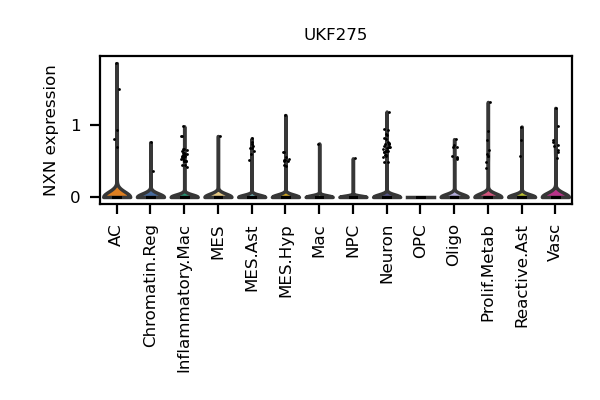 UKF275
NXN expression
1
0
AC
Chromatin.Reg
Inflammatory.Mac
MES
MES.Ast
MES.Hyp
Mac
NPC
Neuron
OPC
Oligo
Prolif.Metab
Reactive.Ast
Vasc